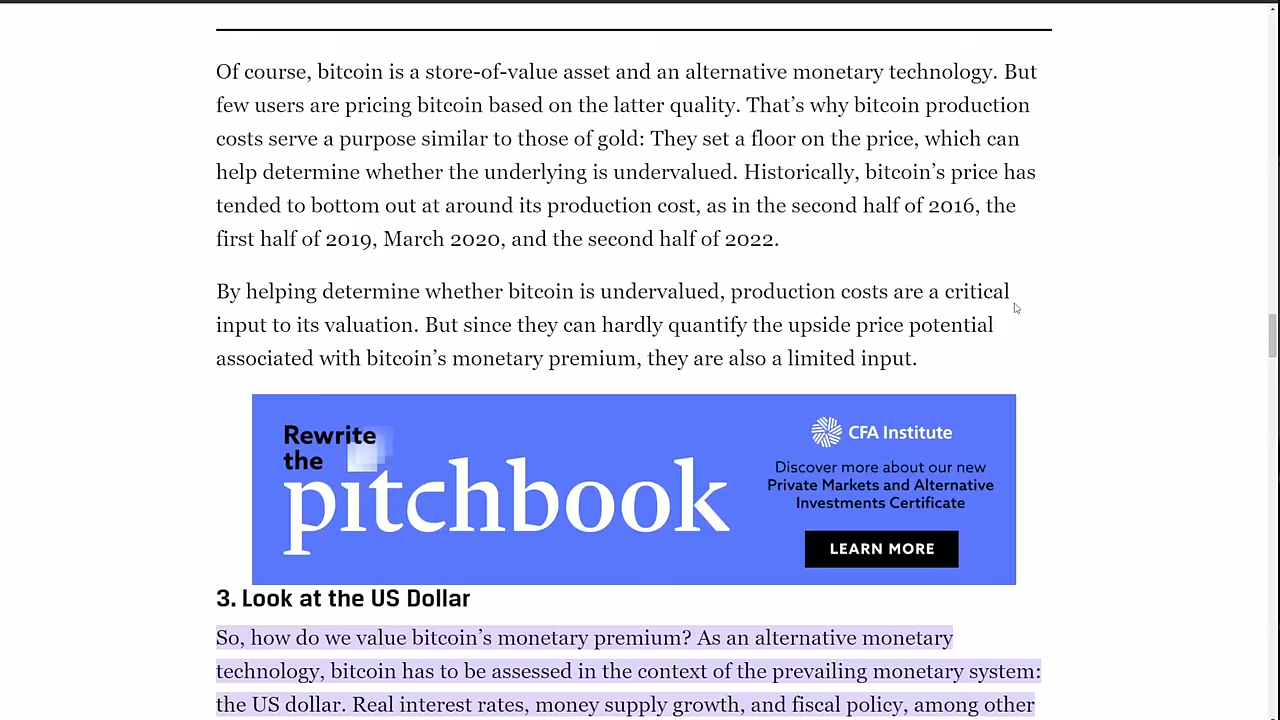 Of course, bitcoin is a store-of-value asset and an alternative monetary technology. But
few users are pricing bitcoin based on the latter quality. That’s why bitcoin production
costs serve a purpose similar to those of gold: They set a floor on the price, which can
help determine whether the underlying is undervalued. Historically, bitcoin’s price has
tended to bottom out at around its production cost, as in the second half of 2016, the
first half of 2019, March 2020, and the second half of 2022.
By helping determine whether bitcoin is undervalued, production costs are a critical
input to its valuation. But since they can hardly quantify the upside price potential
associated with bitcoin’s monetary premium, they are also a limited input.
Rewrite
the
pitchbook
CFA Institute
Discover more about our new
Private Markets and Alternative
Investments Certificate
LEARN MORE
3. Look at the US Dollar
So, how do we value bitcoin’s monetary premium? As an alternative monetary
technology, bitcoin has to be assessed in the context of the prevailing monetary system:
the US dollar. Real interest rates, money supply growth, and fiscal policy, among other